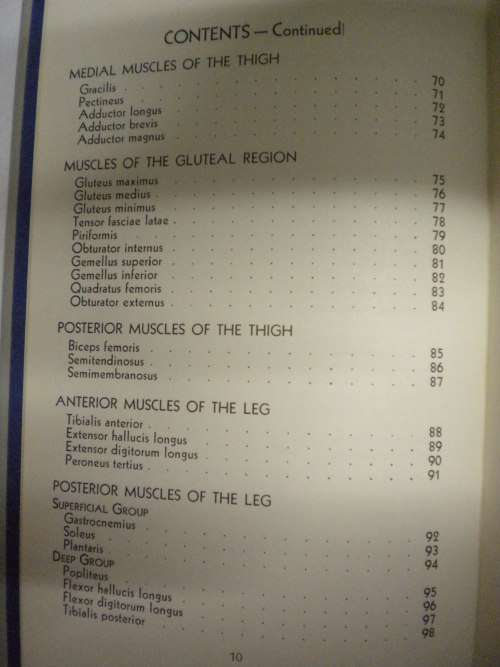 CONTENTS — Continued
MEDIAL MUSCLES OF THE THIGH
Gracilis . . . . . . . . . . . . . 70
Pectineus . . . . . . . . . . . . . 71
Adductor longus . . . . . . . . . . . 72
Adductor brevis . . . . . . . . . . . 73
Adductor magnus . . . . . . . . . . . 74
MUSCLES OF THE GLUTEAL REGION
Gluteus maximus . . . . . . . . . . . 75
Gluteus medius . . . . . . . . . . . 76
Gluteus minimus . . . . . . . . . . . 77
Tensor fasciae latae . . . . . . . . . . . 78
Piriformis . . . . . . . . . . . . . 79
Obturator internus . . . . . . . . . . . 80
Gemellus superior . . . . . . . . . . . 81
Gemellus inferior . . . . . . . . . . . 82
Quadratus femoris . . . . . . . . . . . 83
Obturator externus . . . . . . . . . . . 84
POSTERIOR MUSCLES OF THE THIGH
Biceps femoris . . . . . . . . . . . . 85
Semitendinosus . . . . . . . . . . . . 86
Semimembranosus . . . . . . . . . . . 87
ANTERIOR MUSCLES OF THE LEG
Tibialis anterior . . . . . . . . . . . . 88
Extensor hallucis longus . . . . . . . . . . 89
Extensor digitorum longus . . . . . . . . . . 90
Peroneus tertius . . . . . . . . . . . . 91
POSTERIOR MUSCLES OF THE LEG
SUPERFICIAL GROUP
Gastrocnemius . . . . . . . . . . . . 92
Soleus . . . . . . . . . . . . . . 93
Plantaris . . . . . . . . . . . . . 94
DEEP GROUP
Popliteus . . . . . . . . . . . . . 95
Flexor hallucis longus . . . . . . . . . . 96
Flexor digitorum longus . . . . . . . . . . 97
Tibialis posterior . . . . . . . . . . . 98
10